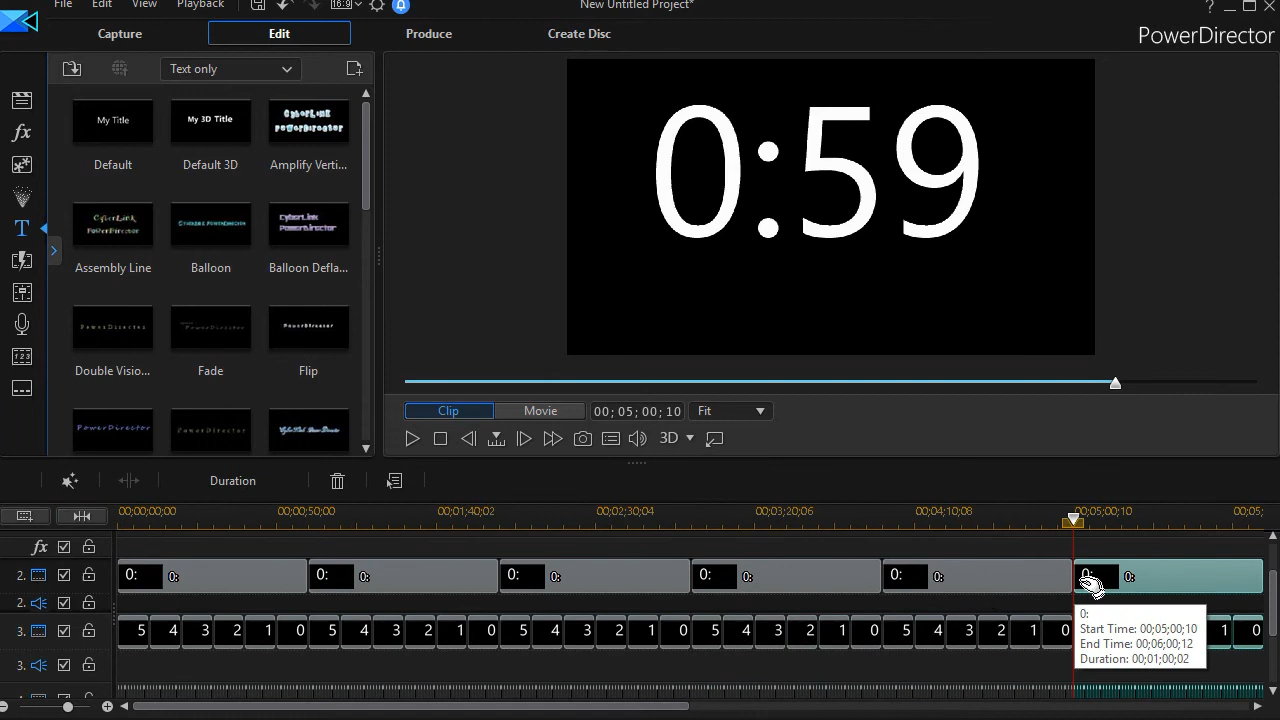 File Edit View Playback 16:9 New Untitled Project* ?
Capture Edit Produce Create Disc PowerDirector
Text only
My Title My 3D Title CyberLink PowerDirector
Default Default 3D Amplify Verti...
CyberLink PowerDirector CyberLink PowerDirector CyberLink PowerDirector
Assembly Line Balloon Balloon Defla...
PowerDirector PowerDirector PowerDirector
Double Visio... Fade Flip
PowerDirector PowerDirector
0:59
Clip Movie 00; 05; 00; 10 Fit
3D
Duration
00;00;00;00 00;00;50;00 00;01;40;02 00;02;30;04 00;03;20;06 00;04;10;08 00;05;00;10 00;05;
fx
2. 0: 0: 0: 0: 0: 0: 0: 0: 0: 0: 0: 0:
2.
3. 5 4 3 2 1 0 5 4 3 2 1 0 5 4 3 2 1 0 5 4 3 2 1 0 5 4 3 2 1 0 1 0
3.
0:
Start Time: 00;05;00;10
End Time: 00;06;00;12
Duration: 00;01;00;02